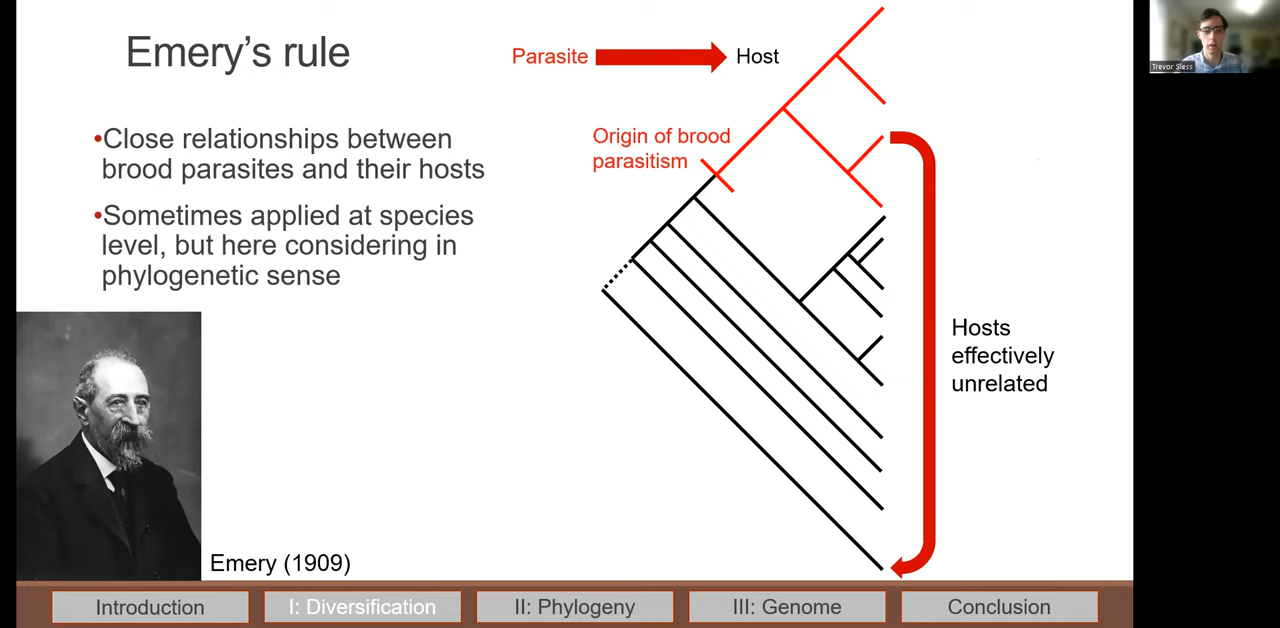 Emery's rule
•Close relationships between
brood parasites and their hosts
•Sometimes applied at species
level, but here considering in
phylogenetic sense
Emery (1909)
Parasite
Host
Origin of brood
parasitism
Hosts
effectively
unrelated
Introduction
I: Diversification
II: Phylogeny
III: Genome
Conclusion
Trevor Sless